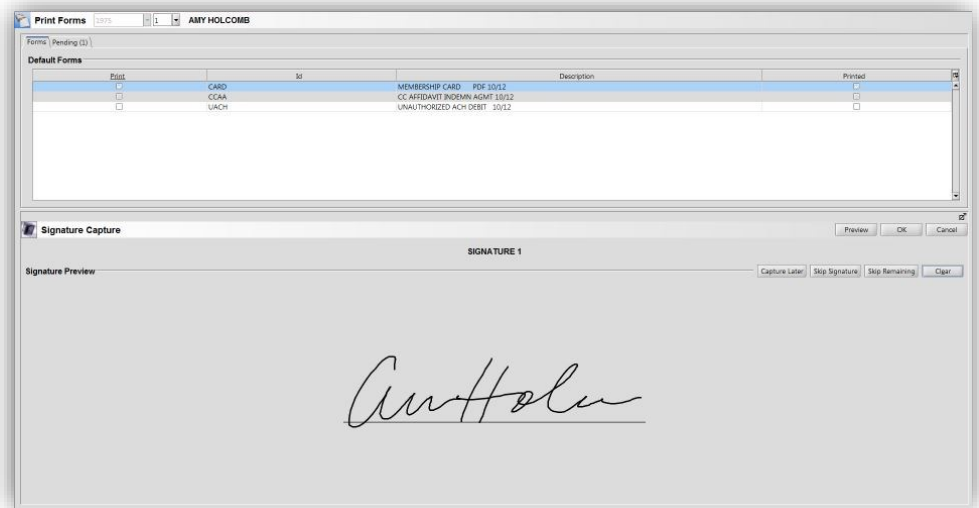 Print Forms 1975 1 AMY HOLCOMB
Forms Pending (1)
Default Forms
Print Id Description Printed
CARD MEMBERSHIP CARD PDF 10/12
CCAA CC AFFIDAVIT INDEMN AGMT 10/12
UACH UNAUTHORIZED ACH DEBIT 10/12
Signature Capture Preview OK Cancel
SIGNATURE 1
Signature Preview Capture Later Skip Signature Skip Remaining Clear